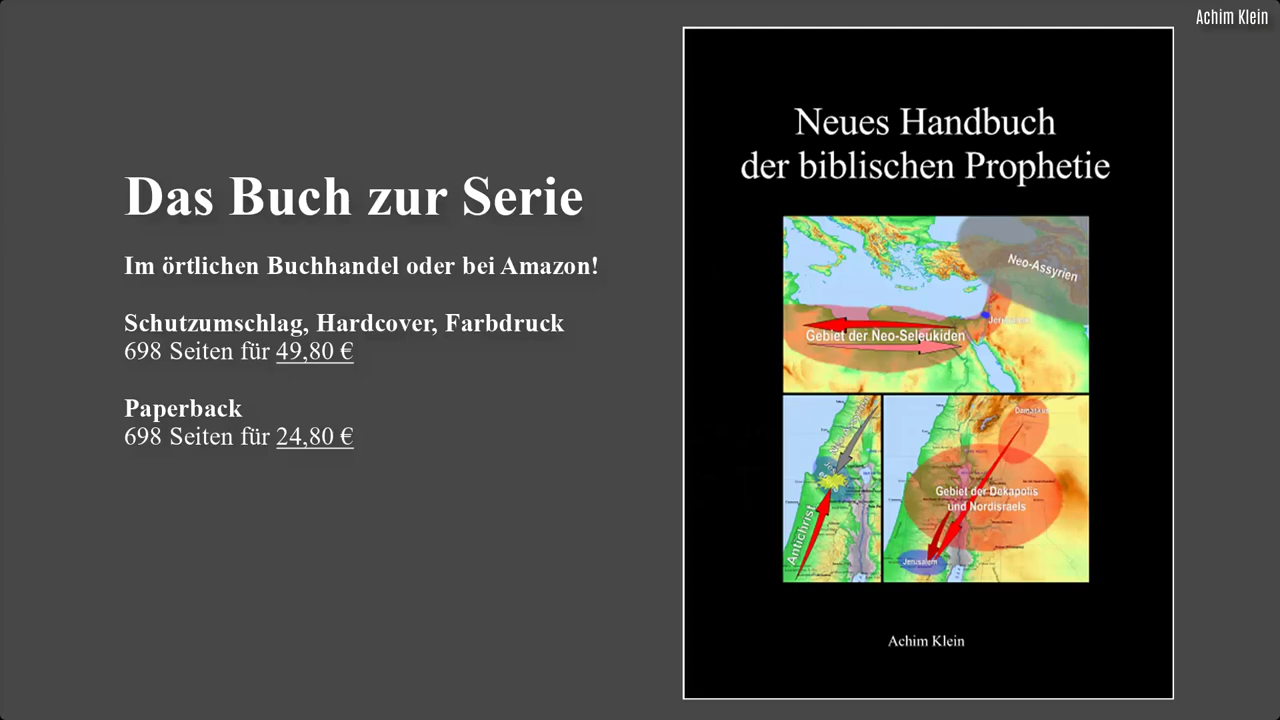 Achim Klein
Das Buch zur Serie
Im örtlichen Buchhandel oder bei Amazon!
Schutzumschlag, Hardcover, Farbdruck
698 Seiten für 49,80 €
Paperback
698 Seiten für 24,80 €
Neues Handbuch
der biblischen Prophetie
Neo-Assyrien
Jerusalem
Gebiet der Neo-Seleukiden
Antichrist
Damaskus
Gebiet der Dekapolis
und Nordisraels
Jerusalem
Achim Klein